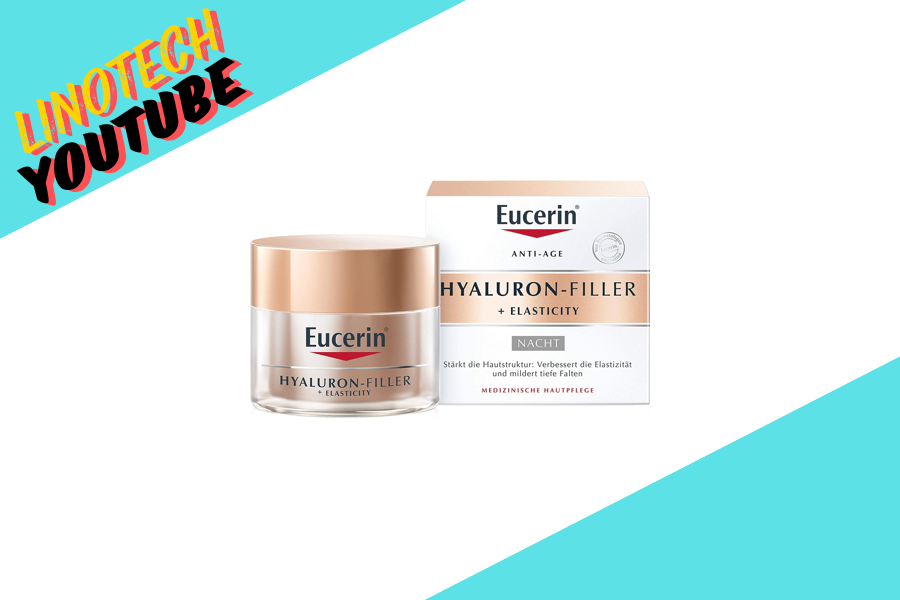 LINOTECH
YOUTUBE
Eucerin®
ANTI-AGE
HYALURON-FILLER
+ ELASTICITY
NACHT
Stärkt die Hautstruktur: Verbessert die Elastizität
und mildert tiefe Falten
MEDIZINISCHE HAUTPFLEGE
Eucerin®
HYALURON-FILLER
+ ELASTICITY